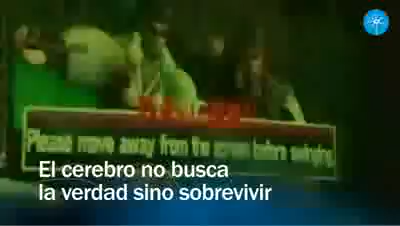 Please move away from the screen before swinging
El cerebro no busca
la verdad sino sobrevivir